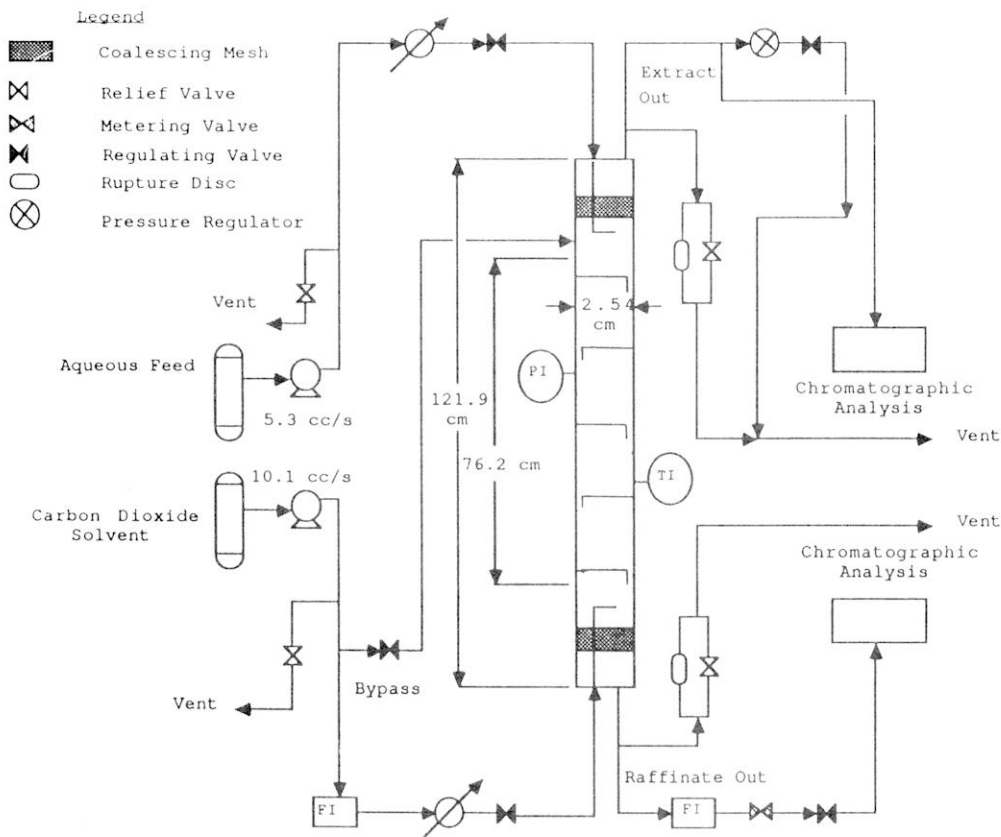 Legend
Coalescing Mesh
Relief Valve
Metering Valve
Regulating Valve
Rupture Disc
Pressure Regulator
Extract
Out
Vent
Aqueous Feed
5.3 cc/s
10.1 cc/s
Carbon Dioxide
Solvent
Vent
Bypass
FI
121.9
cm
76.2 cm
2.54
cm
PI
TI
Chromatographic
Analysis
Vent
Vent
Chromatographic
Analysis
Raffinate Out
FI